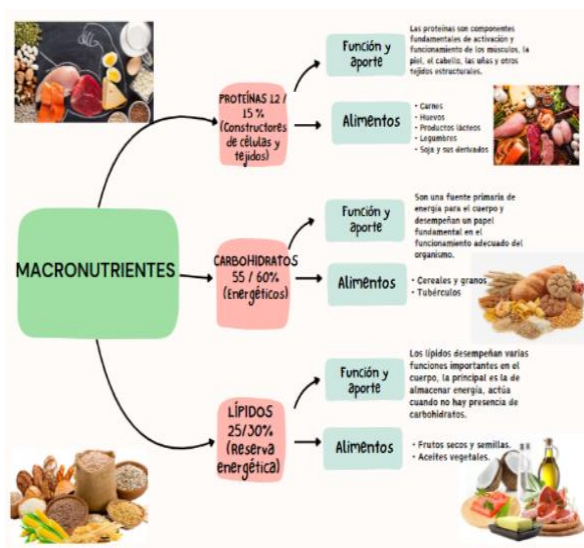 MACRONUTRIENTES
PROTEÍNAS 12 /
15 %
(Constructores
de células y
tejidos)
Función y
aporte
Las proteínas son componentes
fundamentales de activación y
funcionamiento de los músculos, la
piel, el cabello, las uñas y otros
tejidos estructurales.
Alimentos
• Carnes
• Huevos
• Productos lácteos
• Legumbres
• Soja y sus derivados
CARBOHIDRATOS
55 / 60%
(Energéticos)
Función y
aporte
Son una fuente primaria de
energía para el cuerpo y
desempeñan un papel
fundamental en el
funcionamiento adecuado del
organismo.
Alimentos
• Cereales y granos
• Tubérculos
LÍPIDOS
25/30%
(Reserva
energética)
Función y
aporte
Los lípidos desempeñan varias
funciones importantes en el
cuerpo, la principal es la de
almacenar energía, actúa
cuando no hay presencia de
carbohidratos.
Alimentos
• Frutos secos y semillas.
• Aceites vegetales.